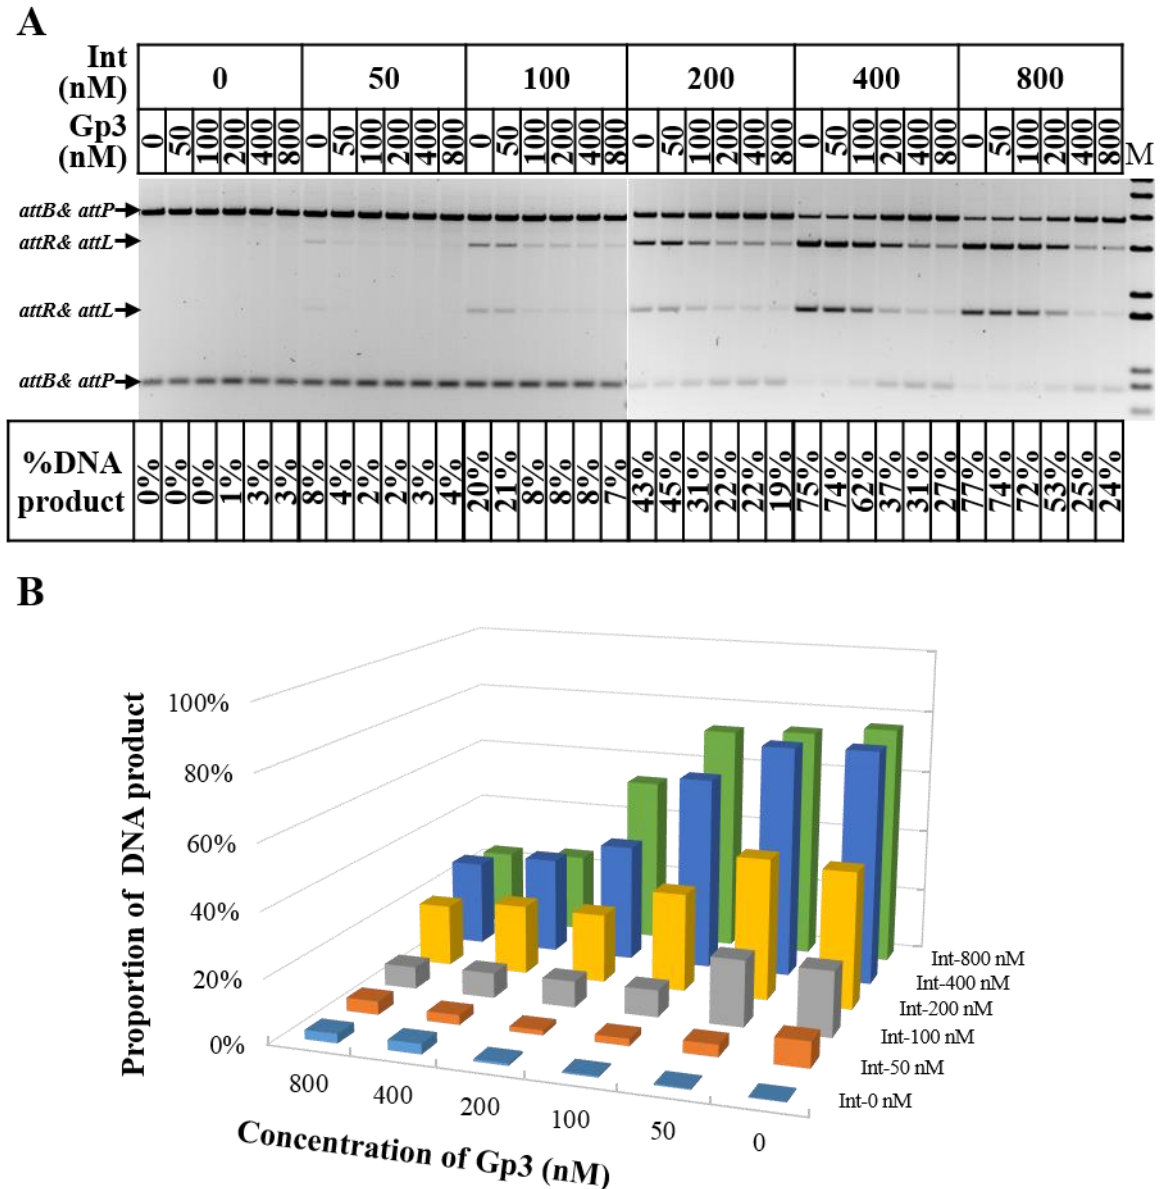 A
Int
(nM)
0 50 100 200 400 800
Gp3
(nM)
0 50 100 200 400 800 0 50 100 200 400 800 0 50 100 200 400 800 0 50 100 200 400 800 0 50 100 200 400 800 0 50 100 200 400 800 M
attB& attP
attR& attL
attR& attL
attB& attP
%DNA
product
0% 0% 0% 1% 3% 3% 8% 4% 2% 2% 3% 4% 20% 21% 8% 8% 8% 7% 43% 45% 31% 22% 22% 19% 75% 74% 62% 37% 31% 27% 77% 74% 72% 53% 25% 24%
B
Proportion of DNA product
100%
80%
60%
40%
20%
0%
Int-800 nM
Int-400 nM
Int-200 nM
Int-100 nM
Int-50 nM
Int-0 nM
800 400 200 100 50 0
Concentration of Gp3 (nM)